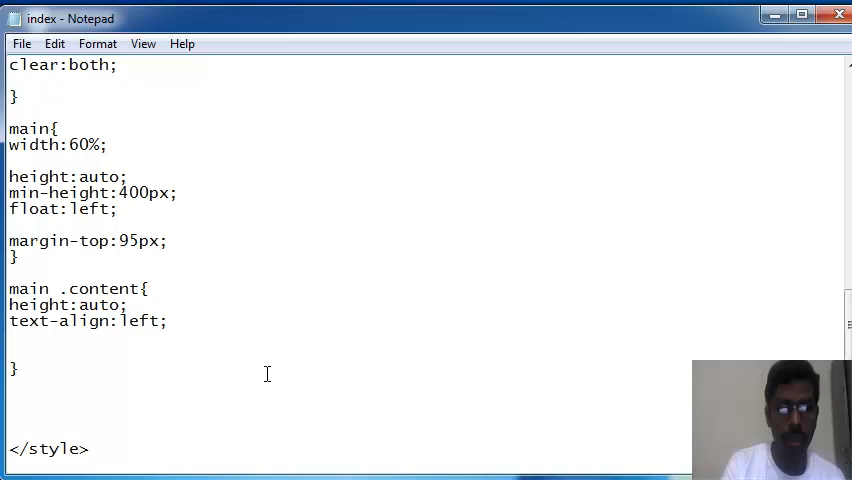 index - Notepad
File Edit Format View Help
clear:both;
}
main{
width:60%;
height:auto;
min-height:400px;
float:left;
margin-top:95px;
}
main .content{
height:auto;
text-align:left;
}
</style>